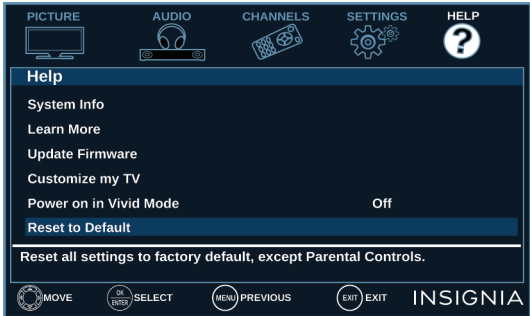 PICTURE AUDIO CHANNELS SETTINGS HELP
?
Help
System Info
Learn More
Update Firmware
Customize my TV
Power on in Vivid Mode Off
Reset to Default
Reset all settings to factory default, except Parental Controls.
MOVE OK ENTER SELECT MENU PREVIOUS EXIT EXIT INSIGNIA